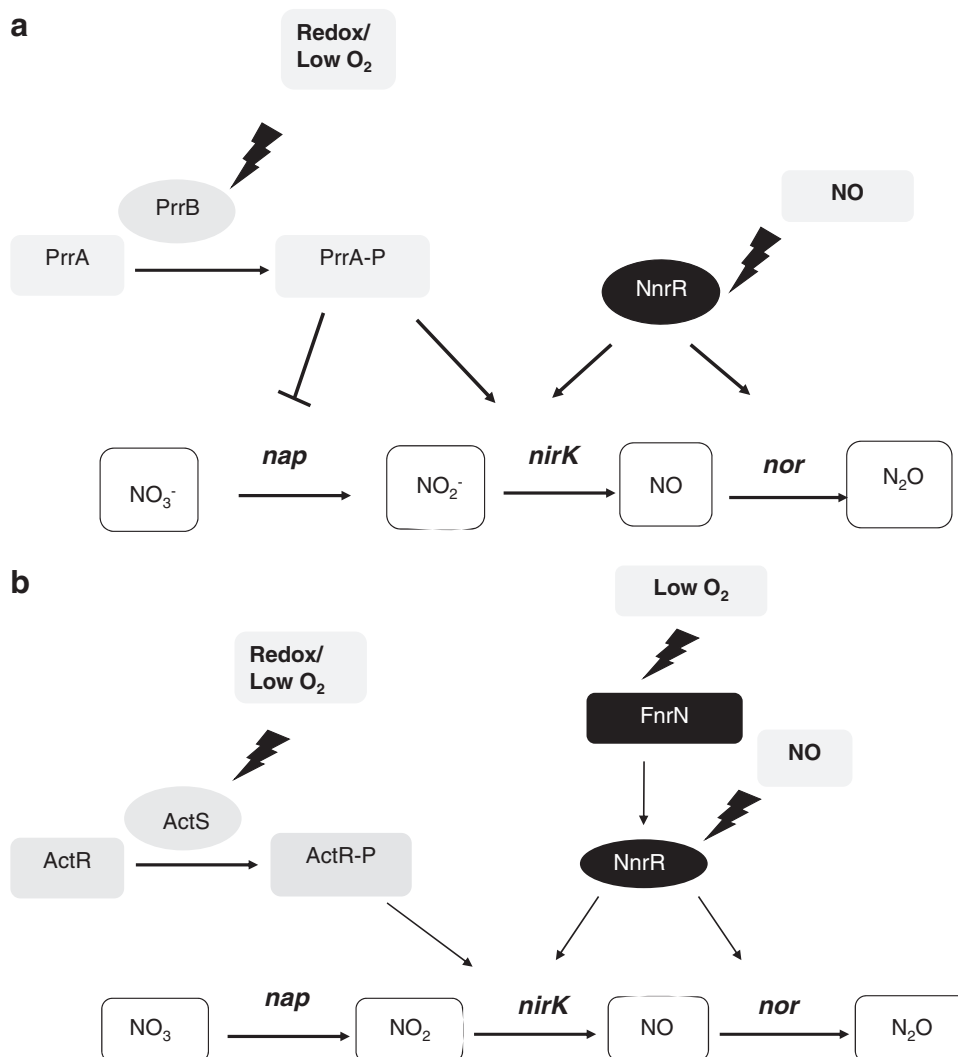 a
Redox/
Low O₂
PrrB
NO
PrrA
PrrA-P
NnrR
nap
nirK
nor
NO₃⁻
NO₂⁻
NO
N₂O
b
Low O₂
Redox/
Low O₂
FnrN
NO
ActS
ActR
ActR-P
NnrR
nap
nirK
nor
NO₃
NO₂
NO
N₂O